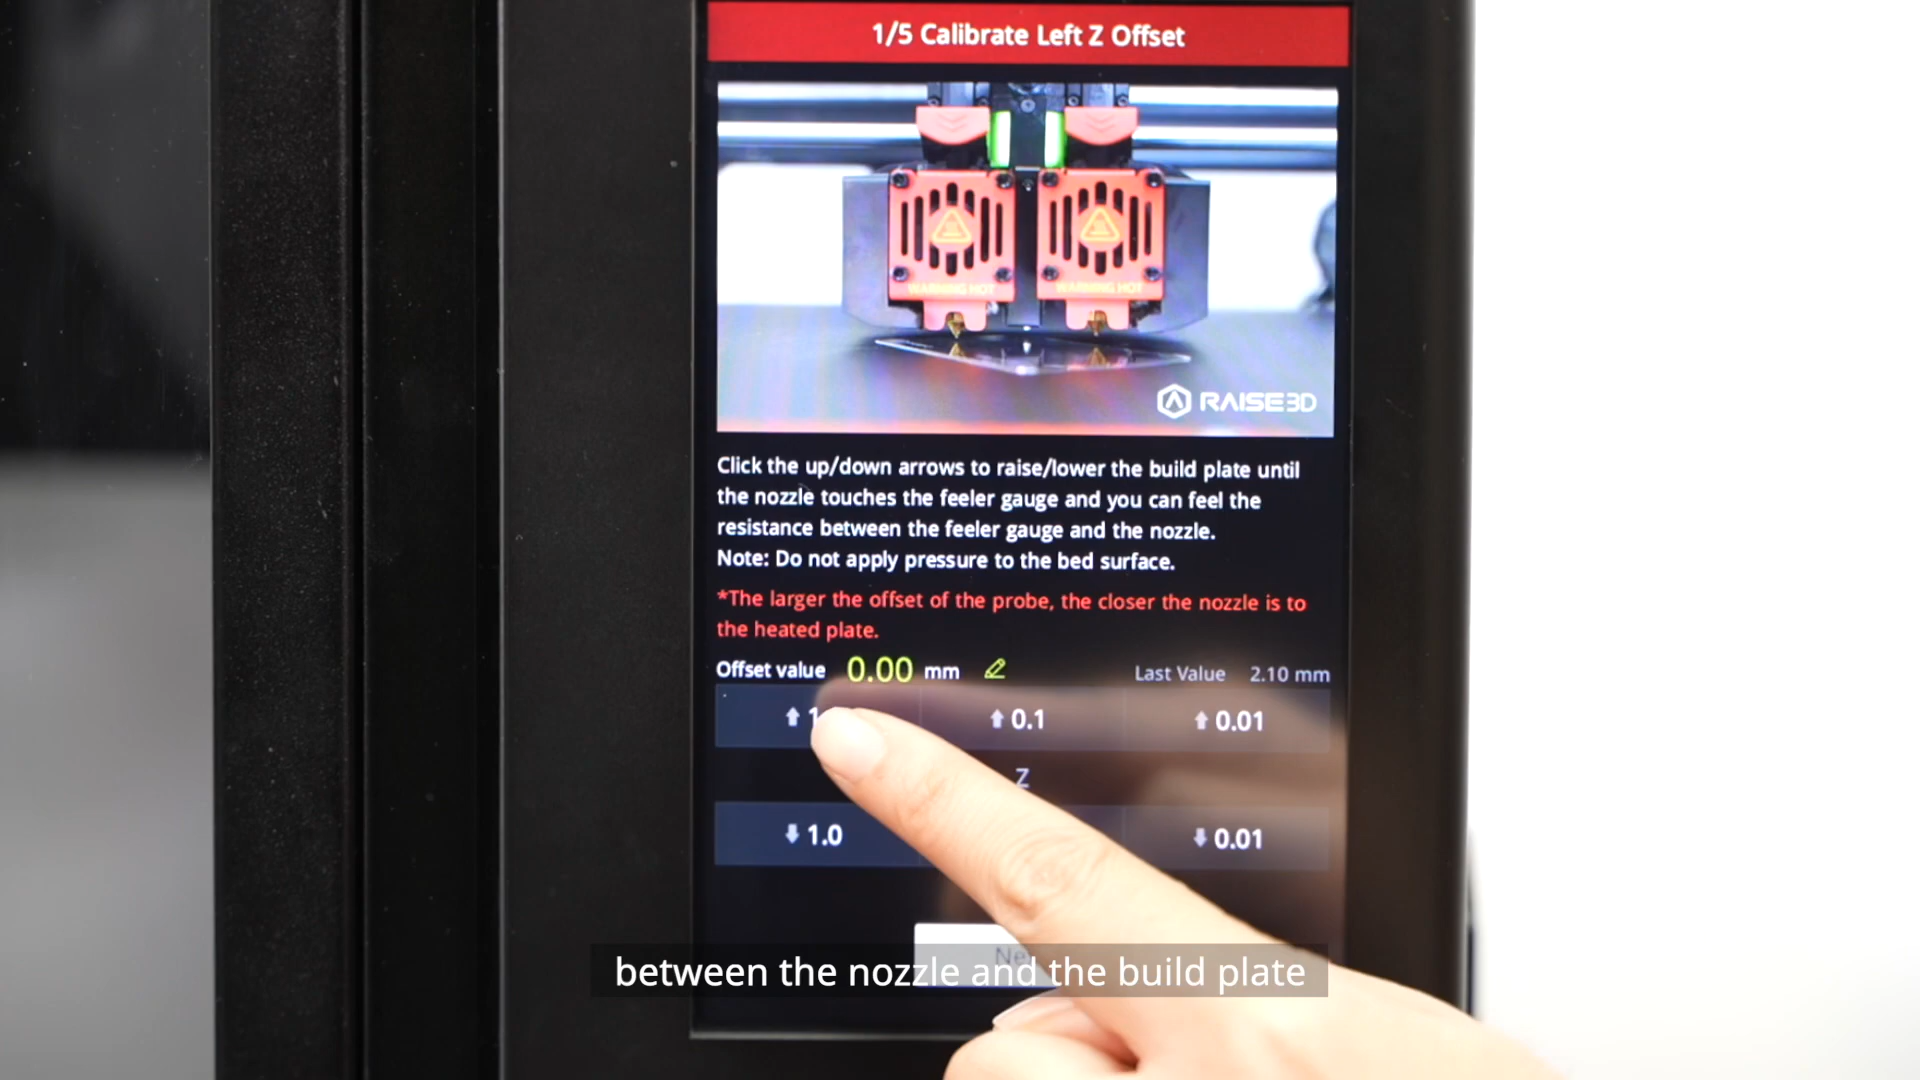 1/5 Calibrate Left Z Offset
WARNING HOT
WARNING HOT
RAISE3D
Click the up/down arrows to raise/lower the build plate until
the nozzle touches the feeler gauge and you can feel the
resistance between the feeler gauge and the nozzle.
Note: Do not apply pressure to the bed surface.
*The larger the offset of the probe, the closer the nozzle is to
the heated plate.
Offset value 0.00 mm Last Value 2.10 mm
0.1 0.01
Z
1.0 0.01
between the nozzle and the build plate